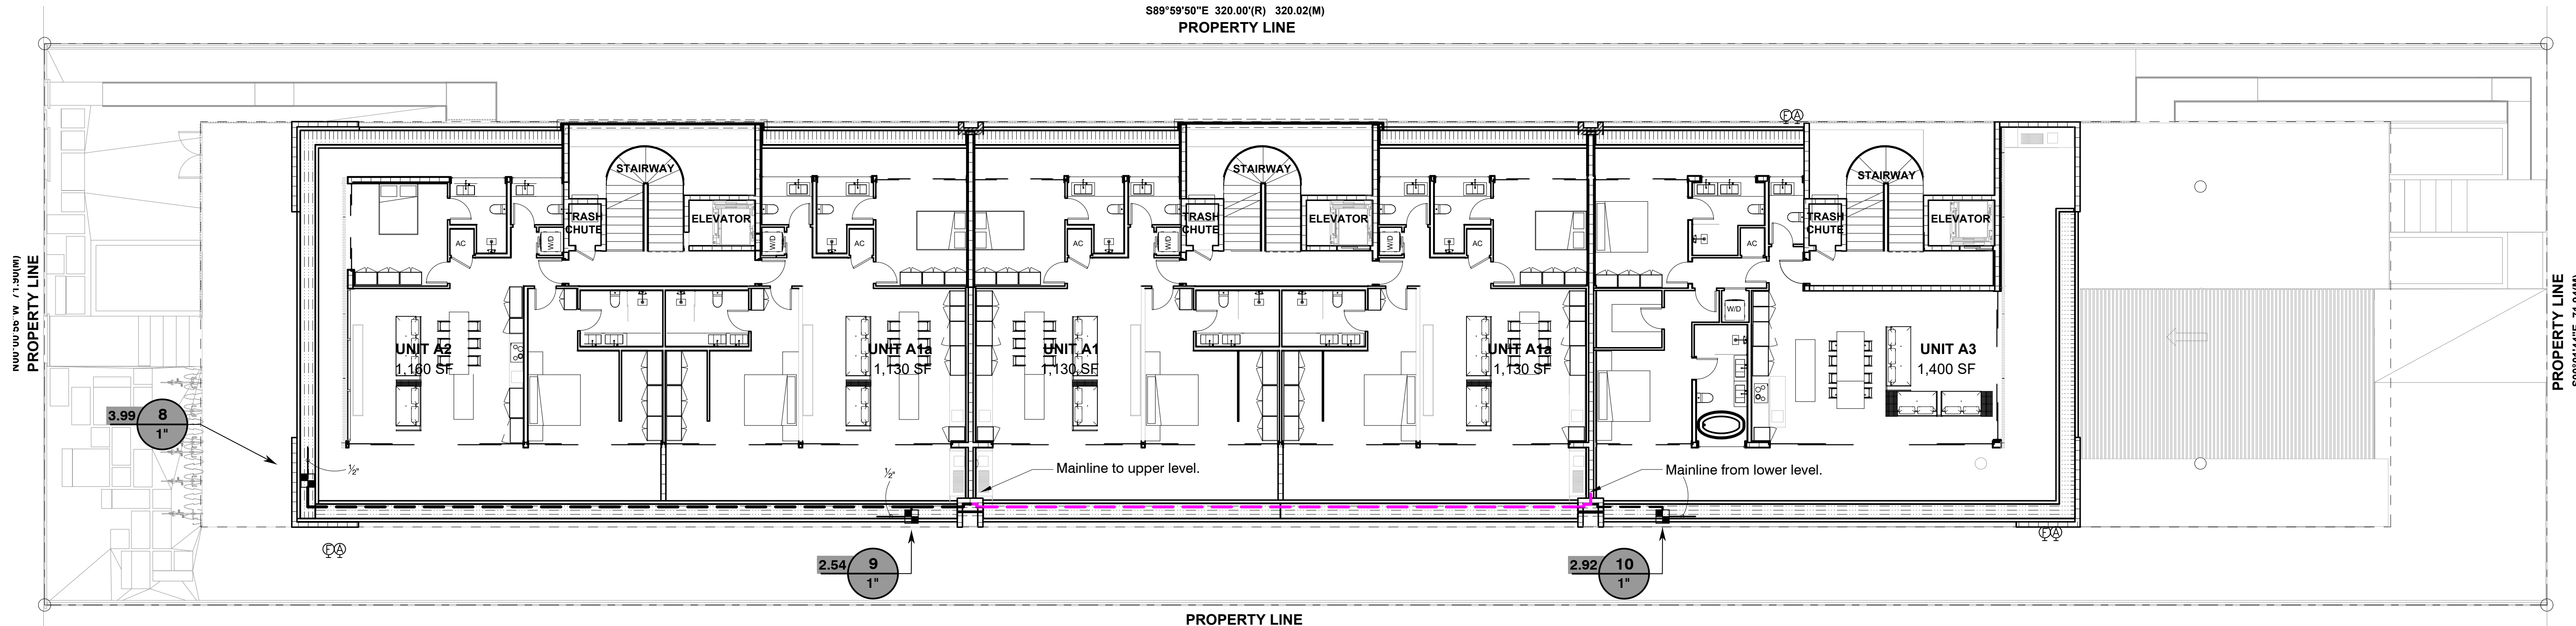 S89°59'50"E 320.00'(R) 320.02(M)
PROPERTY LINE
PROPERTY LINE
PROPERTY LINE
STAIRWAY
TRASH
CHUTE
ELEVATOR
AC
W/D
W/D
AC
STAIRWAY
TRASH
CHUTE
ELEVATOR
AC
W/D
W/D
AC
STAIRWAY
TRASH
CHUTE
ELEVATOR
AC
W/D
UNIT A2
1,160 SF
UNIT A1a
1,130 SF
UNIT A1
1,130 SF
UNIT A1a
1,130 SF
UNIT A3
1,400 SF
3.99 8
1"
½"
½"
Mainline to upper level.
Mainline from lower level.
FA
FA
FA
2.54 9
1"
2.92 10
1"
PROPERTY LINE